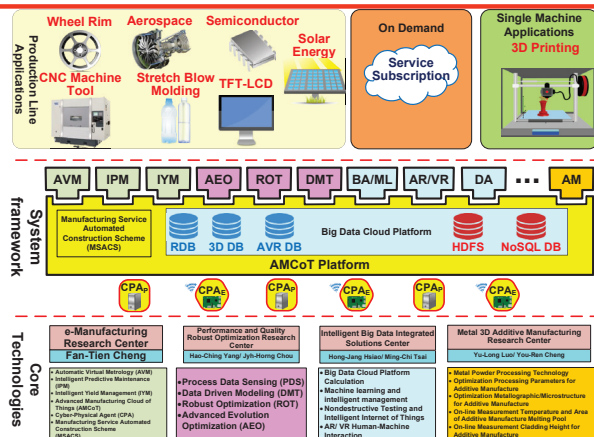 Production Line
Applications
Wheel Rim
Aerospace
Semiconductor
Solar
Energy
CNC Machine
Tool
Stretch Blow
Molding
TFT-LCD
On Demand
Service
Subscription
Single Machine
Applications
3D Printing
System
framework
AVM
IPM
IYM
AEO
ROT
DMT
BA/ML
AR/VR
DA
...
AM
Manufacturing Service
Automated
Construction Scheme
(MSACS)
RDB
3D DB
AVR DB
Big Data Cloud Platform
HDFS
NoSQL DB
AMCoT Platform
CPAP
CPAE
CPAP
CPAE
CPAP
CPAE
Core
Technologies
e-Manufacturing
Research Center
Fan-Tien Cheng
• Automatic Virtual Metrology (AVM)
• Intelligent Predictive Maintenance
(IPM)
• Intelligent Yield Management (IYM)
• Advanced Manufacturing Cloud of
Things (AMCoT)
• Cyber-Physical Agent (CPA)
• Manufacturing Service Automated
Construction Scheme
(MSACS)
Performance and Quality
Robust Optimization Research
Center
Hao-Ching Yang/ Jyh-Horng Chou
• Process Data Sensing (PDS)
• Data Driven Modeling (DMT)
• Robust Optimization (ROT)
• Advanced Evolution
Optimization (AEO)
Intelligent Big Data Integrated
Solutions Center
Hong-Jang Hsiao/ Ming-Chi Tsai
• Big Data Cloud Platform
Calculation
• Machine learning and
intelligent management
• Nondestructive Testing and
Intelligent Internet of Things
• AR/ VR Human-Machine
Interaction
Metal 3D Additive Manufacturing
Research Center
Yu-Long Luo/ You-Ren Cheng
• Metal Powder Processing Technology
• Optimization Processing Parameters for
Additive Manufacture
• Optimization Metallographic/Microstructure
for Additive Manufacture
• On-line Measurement Temperature and Area
of Additive Manufacture Melting Pool
• On-line Measurement Cladding Height for
Additive Manufacture